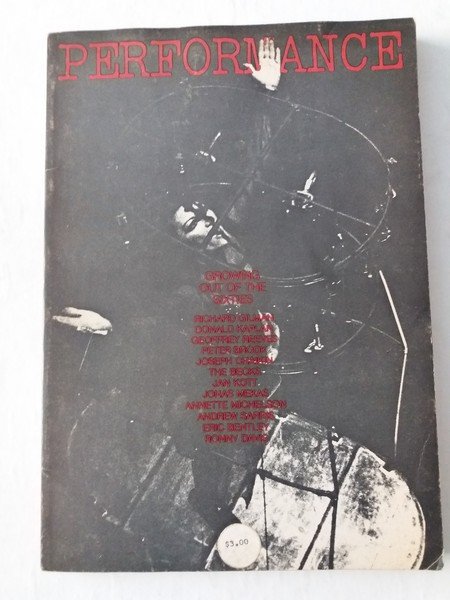 PERFORMANCE
GROWING
OUT OF THE
SIXTIES
RICHARD GILMAN
DONALD KAPLAN
GEOFFREY REEVES
PETER BROOK
JOSEPH CHAIKIN
THE BECKS
JAN KOTT
JONAS MEKAS
ANNETTE MICHELSON
ANDREW SARRIS
ERIC BENTLEY
RONNY DAVIS
$3.00